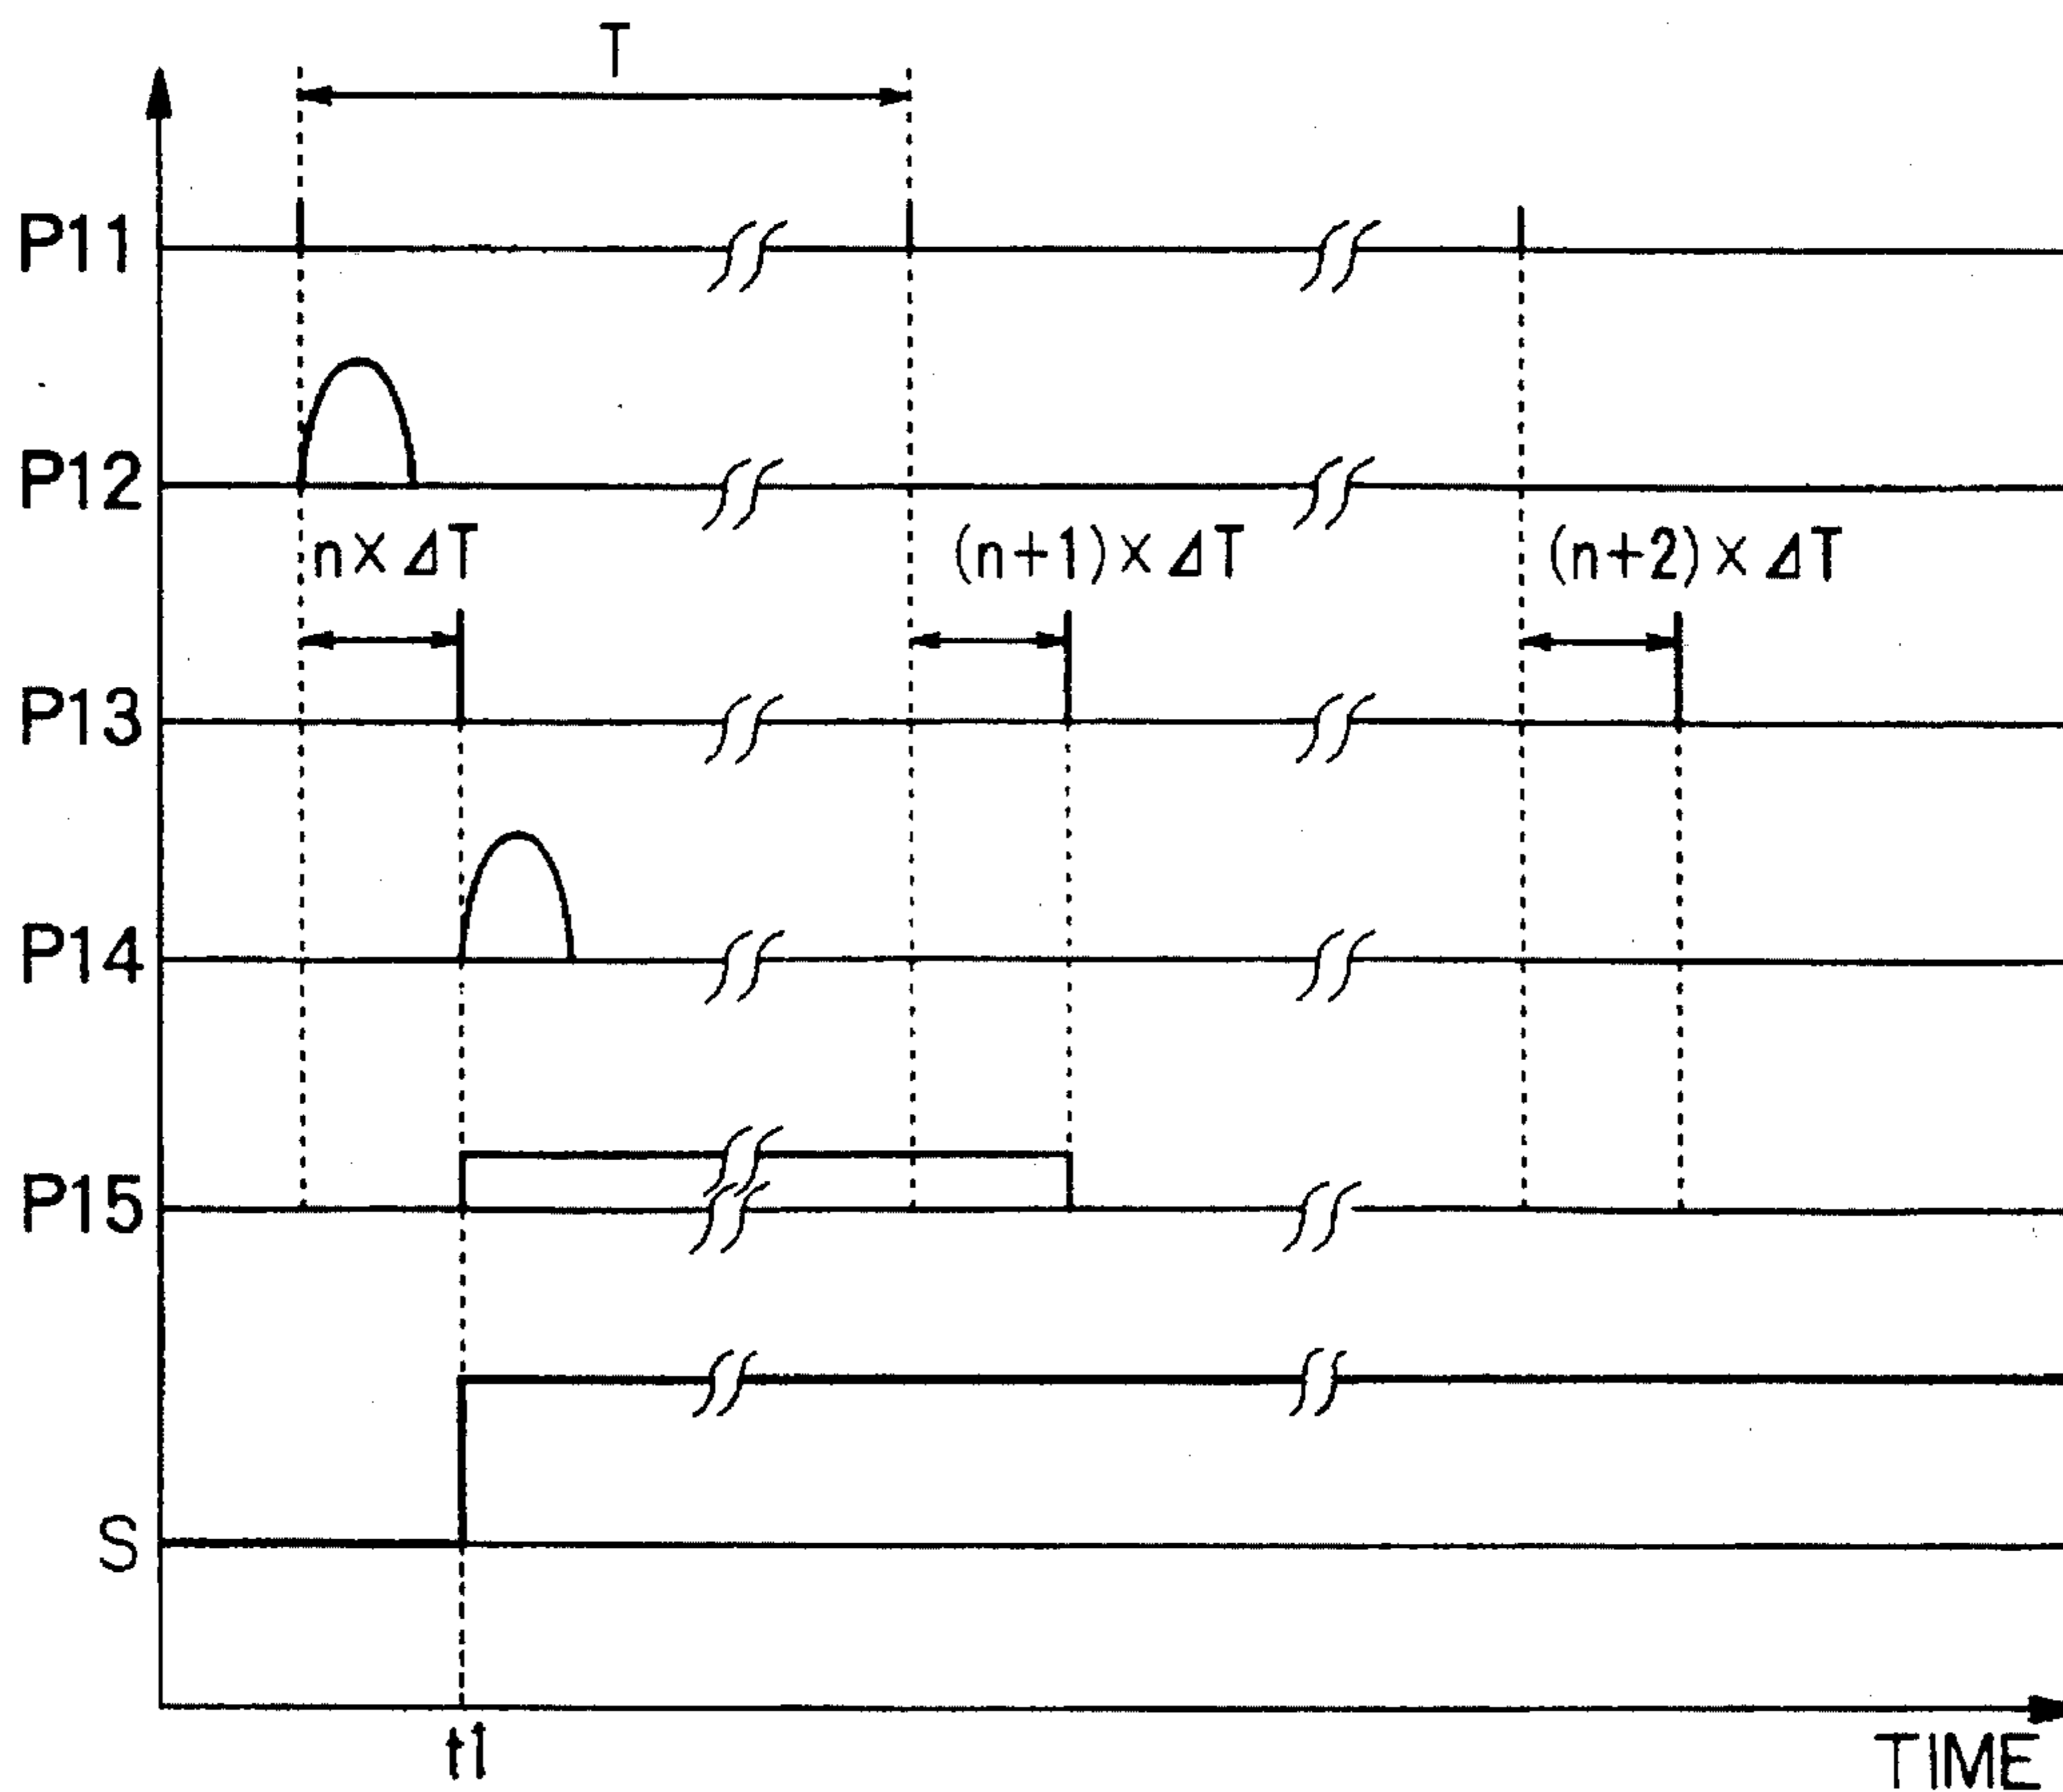 T
P11
P12
n×ΔT (n+1)×ΔT (n+2)×ΔT
P13
P14
P15
S
t1
TIME